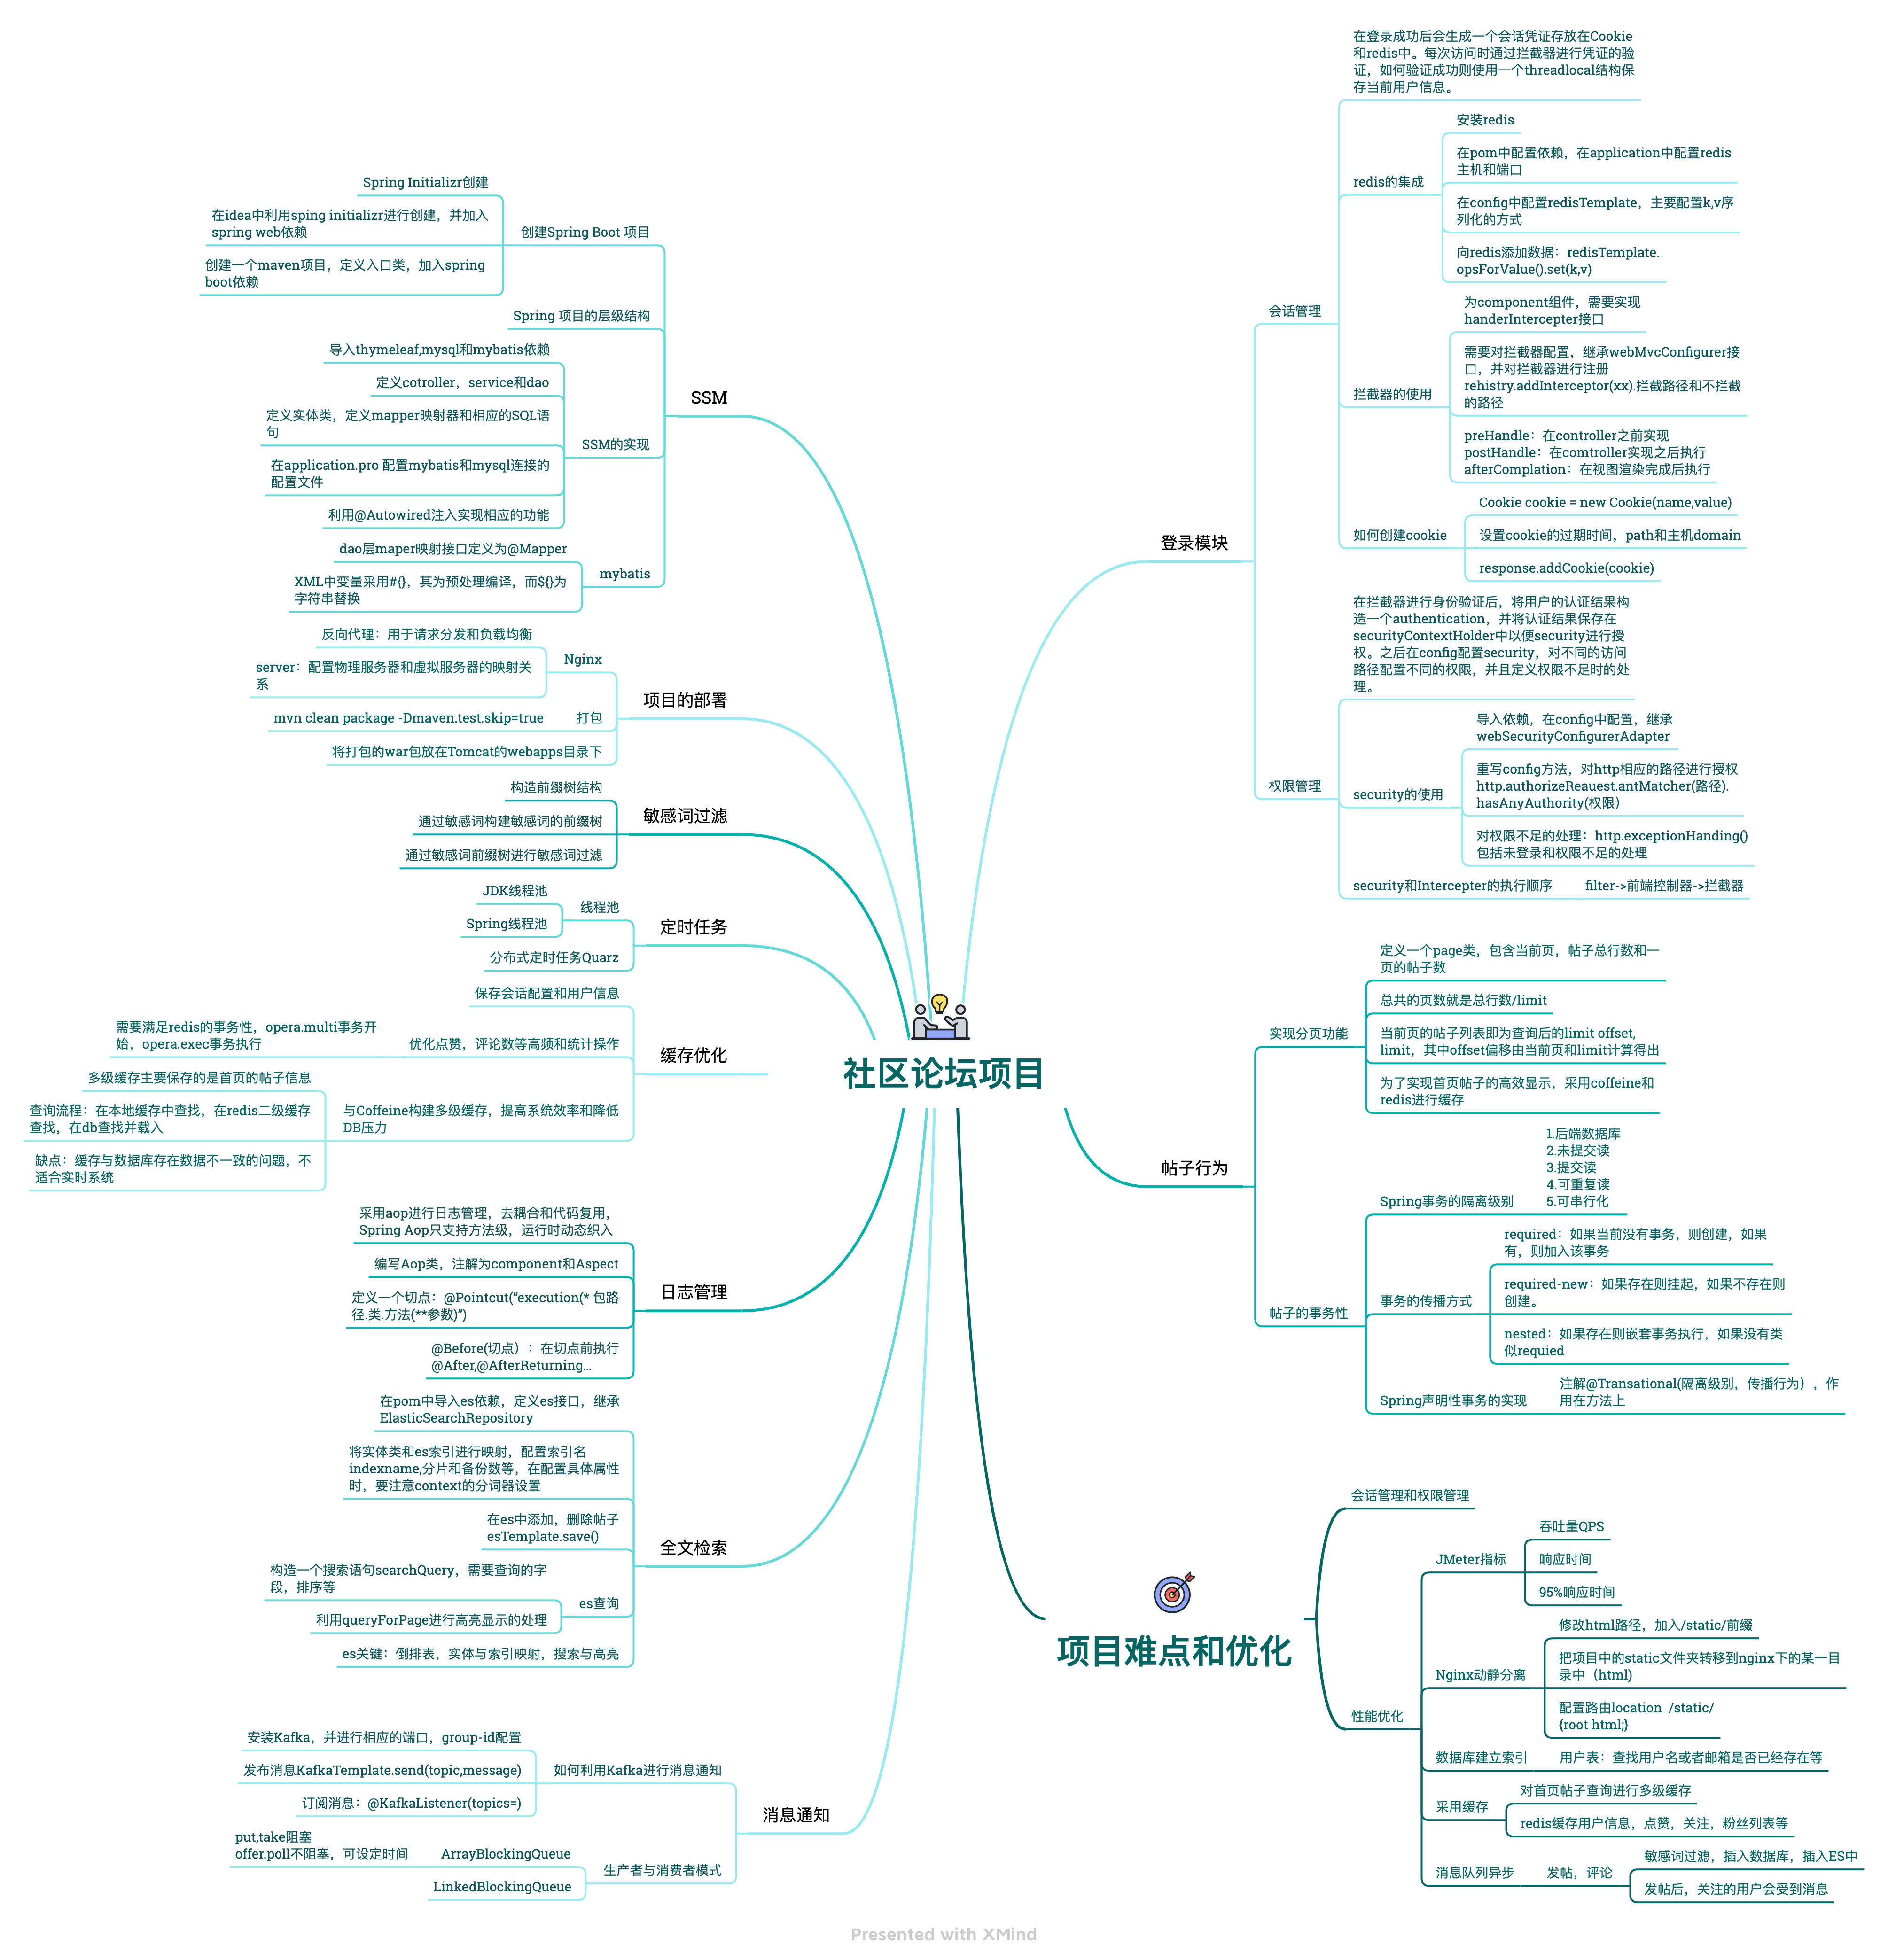 社区论坛项目
登录模块
会话管理
在登录成功后会生成一个会话凭证存放在Cookie
和redis中。每次访问时通过拦截器进行凭证的验
证，如何验证成功则使用一个threadlocal结构保
存当前用户信息。
redis的集成
安装redis
在pom中配置依赖，在application中配置redis
主机和端口
在config中配置redisTemplate，主要配置k,v序
列化的方式
向redis添加数据：redisTemplate.
opsForValue().set(k,v)
拦截器的使用
为component组件，需要实现
handerIntercepter接口
需要对拦截器配置，继承webMvcConfigurer接
口，并对拦截器进行注册
rehistry.addInterceptor(xx).拦截路径和不拦截
的路径
preHandle：在controller之前实现
postHandle：在comtroller实现之后执行
afterComplation：在视图渲染完成后执行
如何创建cookie
Cookie cookie = new Cookie(name,value)
设置cookie的过期时间，path和主机domain
response.addCookie(cookie)
权限管理
在拦截器进行身份验证后，将用户的认证结果构
造一个authentication，并将认证结果保存在
securityContextHolder中以便security进行授
权。之后在config配置security，对不同的访问
路径配置不同的权限，并且定义权限不足时的处
理。
security的使用
导入依赖，在config中配置，继承
webSecurityConfigurerAdapter
重写config方法，对http相应的路径进行授权
http.authorizeReauest.antMatcher(路径).
hasAnyAuthority(权限）
对权限不足的处理：http.exceptionHanding()
包括未登录和权限不足的处理
security和Intercepter的执行顺序
filter->前端控制器->拦截器
帖子行为
实现分页功能
定义一个page类，包含当前页，帖子总行数和一
页的帖子数
总共的页数就是总行数/limit
当前页的帖子列表即为查询后的limit offset,
limit，其中offset偏移由当前页和limit计算得出
为了实现首页帖子的高效显示，采用coffeine和
redis进行缓存
帖子的事务性
Spring事务的隔离级别
1.后端数据库
2.未提交读
3.提交读
4.可重复读
5.可串行化
事务的传播方式
required：如果当前没有事务，则创建，如果
有，则加入该事务
required-new：如果存在则挂起，如果不存在则
创建。
nested：如果存在则嵌套事务执行，如果没有类
似requied
Spring声明性事务的实现
注解@Transational(隔离级别，传播行为），作
用在方法上
项目难点和优化
会话管理和权限管理
性能优化
JMeter指标
吞吐量QPS
响应时间
95%响应时间
Nginx动静分离
修改html路径，加入/static/前缀
把项目中的static文件夹转移到nginx下的某一目
录中（html)
配置路由location  /static/
{root html;}
数据库建立索引
用户表：查找用户名或者邮箱是否已经存在等
采用缓存
对首页帖子查询进行多级缓存
redis缓存用户信息，点赞，关注，粉丝列表等
消息队列异步
发帖，评论
敏感词过滤，插入数据库，插入ES中
发帖后，关注的用户会受到消息
SSM
创建Spring Boot 项目
Spring Initializr创建
在idea中利用sping initializr进行创建，并加入
spring web依赖
创建一个maven项目，定义入口类，加入spring
boot依赖
Spring 项目的层级结构
SSM的实现
导入thymeleaf,mysql和mybatis依赖
定义cotroller，service和dao
定义实体类，定义mapper映射器和相应的SQL语
句
在application.pro 配置mybatis和mysql连接的
配置文件
利用@Autowired注入实现相应的功能
mybatis
dao层maper映射接口定义为@Mapper
XML中变量采用#{}，其为预处理编译，而${}为
字符串替换
项目的部署
Nginx
反向代理：用于请求分发和负载均衡
server：配置物理服务器和虚拟服务器的映射关
系
打包
mvn clean package -Dmaven.test.skip=true
将打包的war包放在Tomcat的webapps目录下
敏感词过滤
构造前缀树结构
通过敏感词构建敏感词的前缀树
通过敏感词前缀树进行敏感词过滤
定时任务
线程池
JDK线程池
Spring线程池
分布式定时任务Quarz
缓存优化
保存会话配置和用户信息
优化点赞，评论数等高频和统计操作
需要满足redis的事务性，opera.multi事务开
始，opera.exec事务执行
与Coffeine构建多级缓存，提高系统效率和降低
DB压力
多级缓存主要保存的是首页的帖子信息
查询流程：在本地缓存中查找，在redis二级缓存
查找，在db查找并载入
缺点：缓存与数据库存在数据不一致的问题，不
适合实时系统
日志管理
采用aop进行日志管理，去耦合和代码复用，
Spring Aop只支持方法级，运行时动态织入
编写Aop类，注解为component和Aspect
定义一个切点：@Pointcut(“execution(* 包路
径.类.方法(**参数)”)
@Before(切点）：在切点前执行
@After,@AfterReturning...
全文检索
在pom中导入es依赖，定义es接口，继承
ElasticSearchRepository
将实体类和es索引进行映射，配置索引名
indexname,分片和备份数等，在配置具体属性
时，要注意context的分词器设置
在es中添加，删除帖子
esTemplate.save()
es查询
构造一个搜索语句searchQuery，需要查询的字
段，排序等
利用queryForPage进行高亮显示的处理
es关键：倒排表，实体与索引映射，搜索与高亮
消息通知
如何利用Kafka进行消息通知
安装Kafka，并进行相应的端口，group-id配置
发布消息KafkaTemplate.send(topic,message)
订阅消息：@KafkaListener(topics=)
生产者与消费者模式
ArrayBlockingQueue
put,take阻塞
offer.poll不阻塞，可设定时间
LinkedBlockingQueue
Presented with XMind